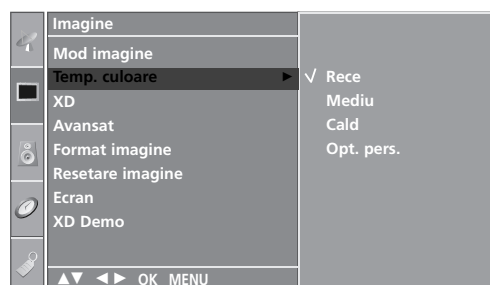 Imagine
Mod imagine
Temp. culoare ►
XD
Avansat
Format imagine
Resetare imagine
Ecran
XD Demo
▲▼ ◄► OK MENU
√ Rece
Mediu
Cald
Opt. pers.